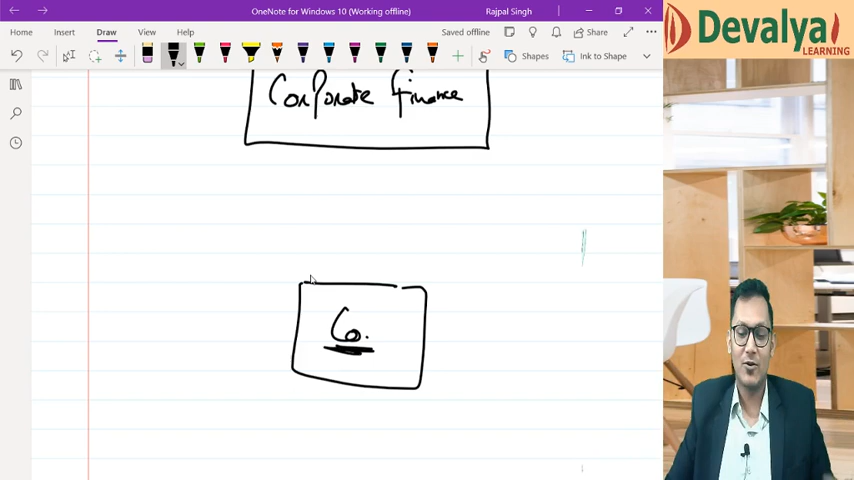 OneNote for Windows 10 (Working offline)
Rajpal Singh
Home Insert Draw View Help
Saved offline
Share
Shapes
Ink to Shape
Devalya
LEARNING
Corporate Finance
Co.